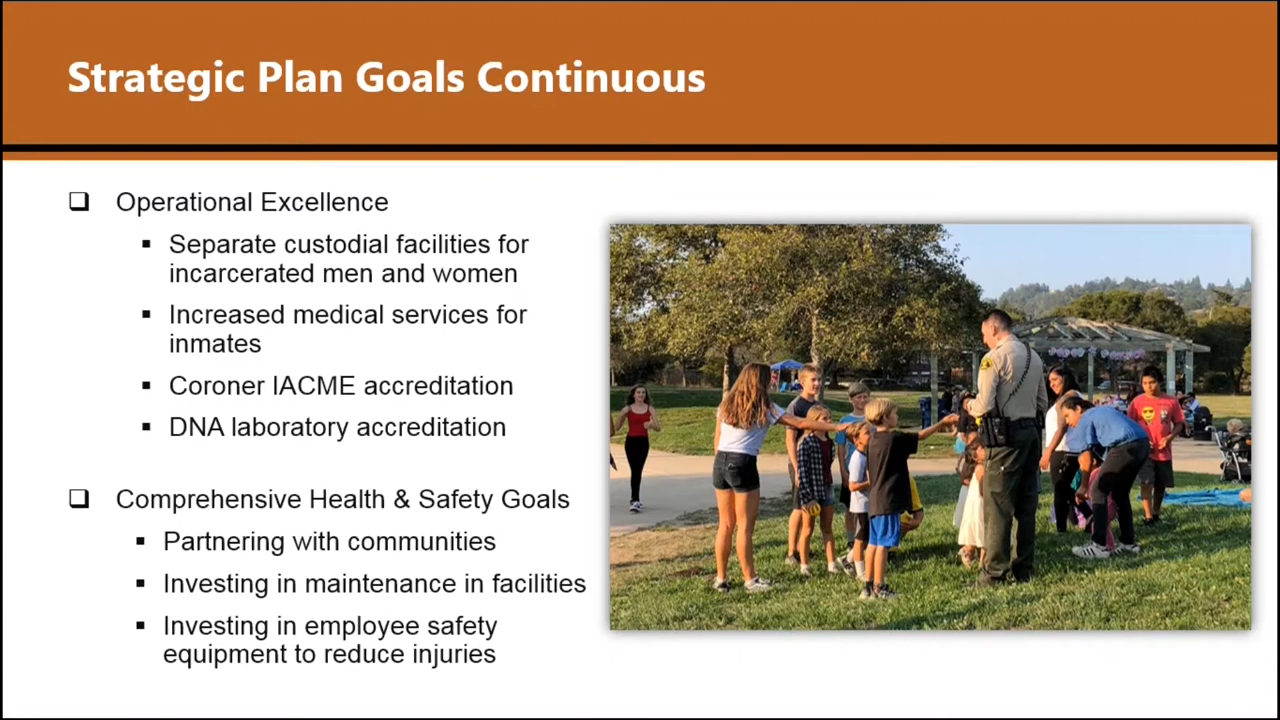 Strategic Plan Goals Continuous
❑ Operational Excellence
▪ Separate custodial facilities for
incarcerated men and women
▪ Increased medical services for
inmates
▪ Coroner IACME accreditation
▪ DNA laboratory accreditation
❑ Comprehensive Health & Safety Goals
▪ Partnering with communities
▪ Investing in maintenance in facilities
▪ Investing in employee safety
equipment to reduce injuries